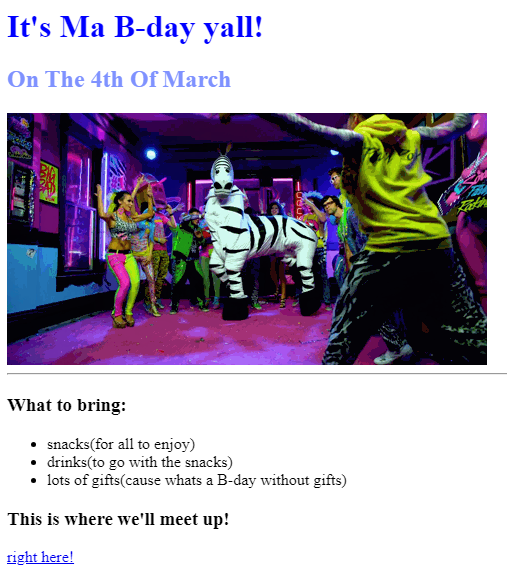 It's Ma B-day yall!
On The 4th Of March
What to bring:
snacks(for all to enjoy)
drinks(to go with the snacks)
lots of gifts(cause whats a B-day without gifts)
This is where we'll meet up!
right here!